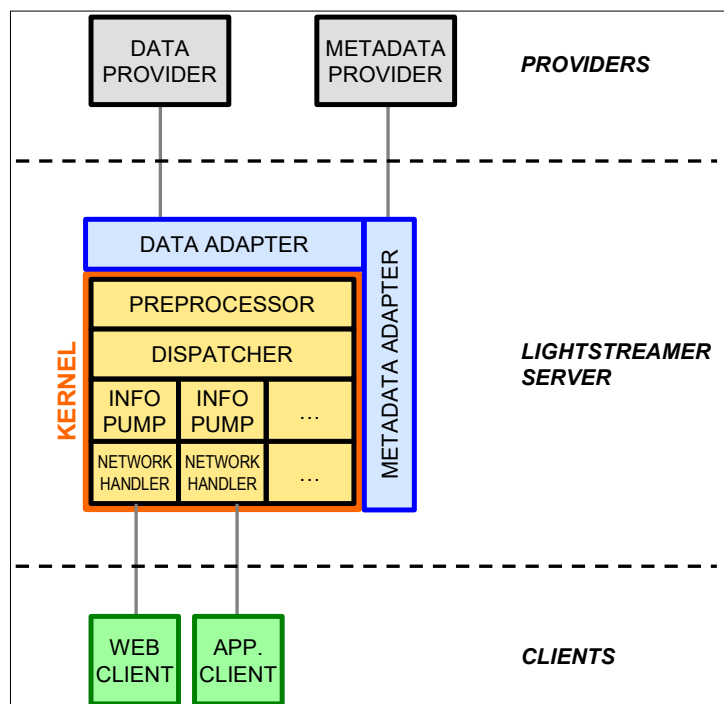 DATA
PROVIDER
METADATA
PROVIDER
PROVIDERS
DATA ADAPTER
METADATA ADAPTER
KERNEL
PREPROCESSOR
DISPATCHER
INFO
PUMP
INFO
PUMP
…
NETWORK
HANDLER
NETWORK
HANDLER
…
LIGHTSTREAMER
SERVER
WEB
CLIENT
APP.
CLIENT
CLIENTS